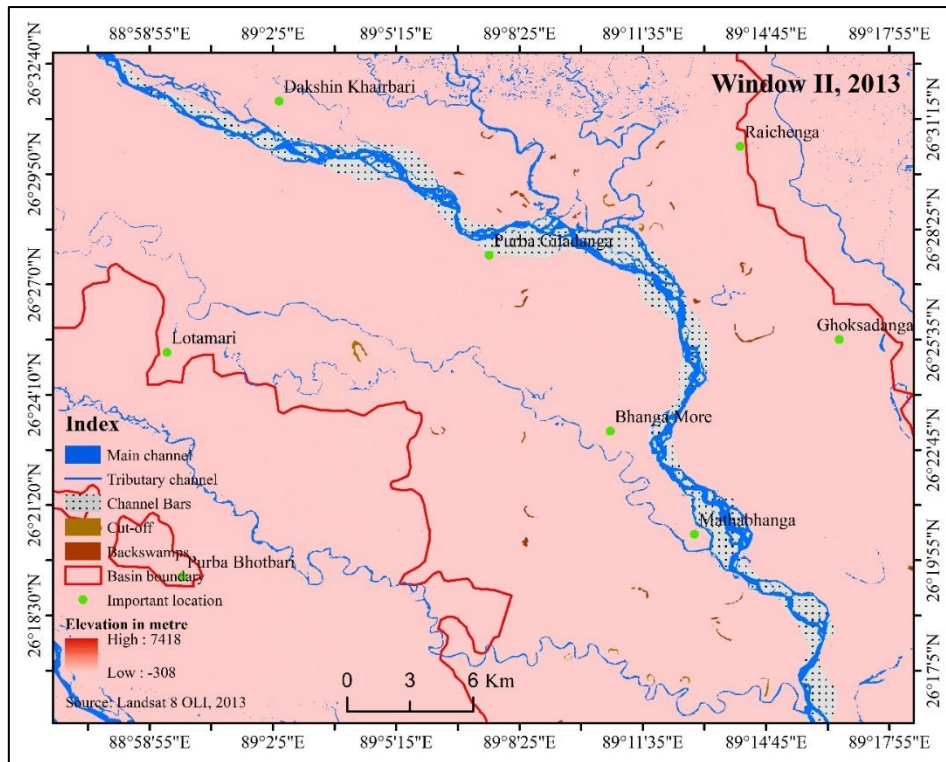 88°58'55"E 89°2'5"E 89°5'15"E 89°8'25"E 89°11'35"E 89°14'45"E 89°17'55"E
Window II, 2013
26°32'40"N
26°29'50"N
26°27'0"N
26°24'10"N
26°21'20"N
26°18'30"N
26°31'15"N
26°28'25"N
26°25'35"N
26°22'45"N
26°19'55"N
26°17'5"N
Dakshin Khairbari
Raichenga
Purba Giladanga
Ghoksadanga
Lotamari
Bhanga More
Mathabhanga
Purba Bhotbari
Index
Main channel
Tributary channel
Channel Bars
Cut-off
Backswamps
Basin boundary
Important location
Elevation in metre
High : 7418
Low : -308
Source: Landsat 8 OLI, 2013
0 3 6 Km
88°58'55"E 89°2'5"E 89°5'15"E 89°8'25"E 89°11'35"E 89°14'45"E 89°17'55"E